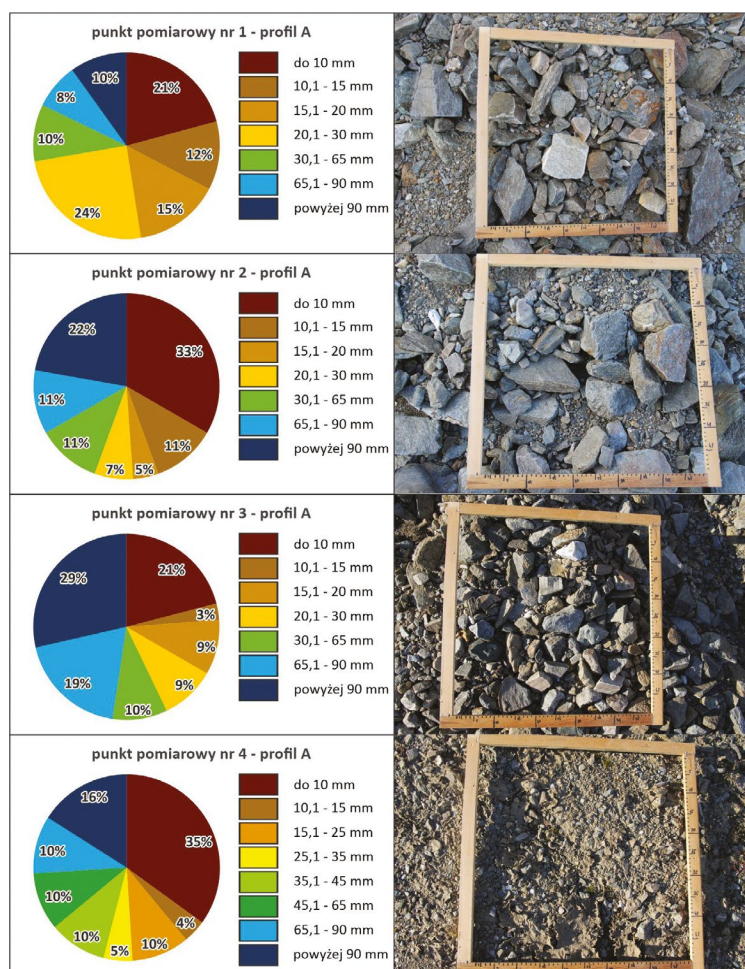 punkt pomiarowy nr 1 - profil A
10%
21%
8%
10%
12%
24%
15%
do 10 mm
10,1 - 15 mm
15,1 - 20 mm
20,1 - 30 mm
30,1 - 65 mm
65,1 - 90 mm
powyżej 90 mm
punkt pomiarowy nr 2 - profil A
22%
33%
11%
11%
11%
7%
5%
do 10 mm
10,1 - 15 mm
15,1 - 20 mm
20,1 - 30 mm
30,1 - 65 mm
65,1 - 90 mm
powyżej 90 mm
punkt pomiarowy nr 3 - profil A
29%
21%
3%
9%
19%
9%
10%
do 10 mm
10,1 - 15 mm
15,1 - 20 mm
20,1 - 30 mm
30,1 - 65 mm
65,1 - 90 mm
powyżej 90 mm
punkt pomiarowy nr 4 - profil A
16%
35%
10%
10%
4%
10%
5%
10%
do 10 mm
10,1 - 15 mm
15,1 - 25 mm
25,1 - 35 mm
35,1 - 45 mm
45,1 - 65 mm
65,1 - 90 mm
powyżej 90 mm